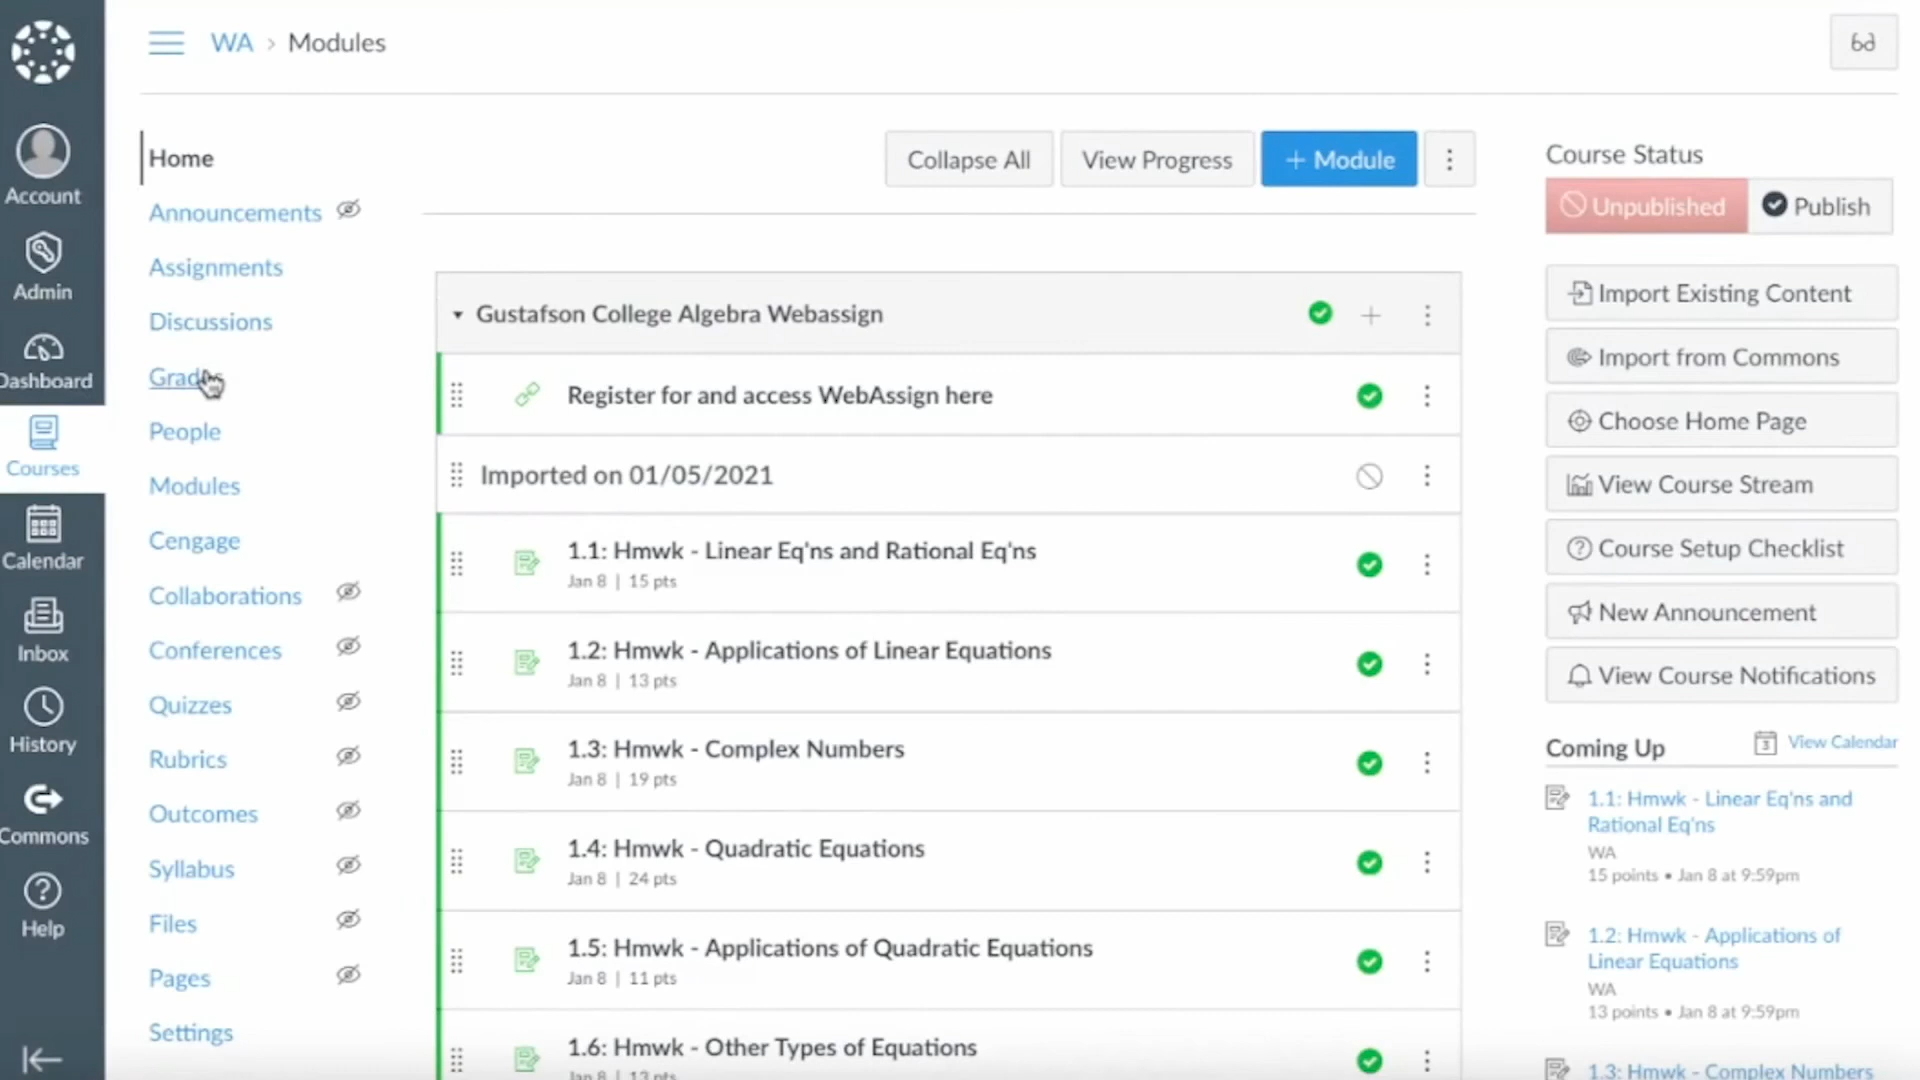 WA > Modules
Account
Admin
Dashboard
Courses
Calendar
Inbox
History
Commons
Help
Home
Announcements
Assignments
Discussions
Grades
People
Modules
Cengage
Collaborations
Conferences
Quizzes
Rubrics
Outcomes
Syllabus
Files
Pages
Settings
Collapse All
View Progress
+ Module
Gustafson College Algebra Webassign
Register for and access WebAssign here
Imported on 01/05/2021
1.1: Hmwk - Linear Eq'ns and Rational Eq'ns
Jan 8 | 15 pts
1.2: Hmwk - Applications of Linear Equations
Jan 8 | 13 pts
1.3: Hmwk - Complex Numbers
Jan 8 | 19 pts
1.4: Hmwk - Quadratic Equations
Jan 8 | 24 pts
1.5: Hmwk - Applications of Quadratic Equations
Jan 8 | 11 pts
1.6: Hmwk - Other Types of Equations
Jan 8 | 13 pts
Course Status
Unpublished
Publish
Import Existing Content
Import from Commons
Choose Home Page
View Course Stream
Course Setup Checklist
New Announcement
View Course Notifications
Coming Up
3 View Calendar
1.1: Hmwk - Linear Eq'ns and
Rational Eq'ns
WA
15 points • Jan 8 at 9:59pm
1.2: Hmwk - Applications of
Linear Equations
WA
13 points • Jan 8 at 9:59pm
1.3: Hmwk - Complex Numbers